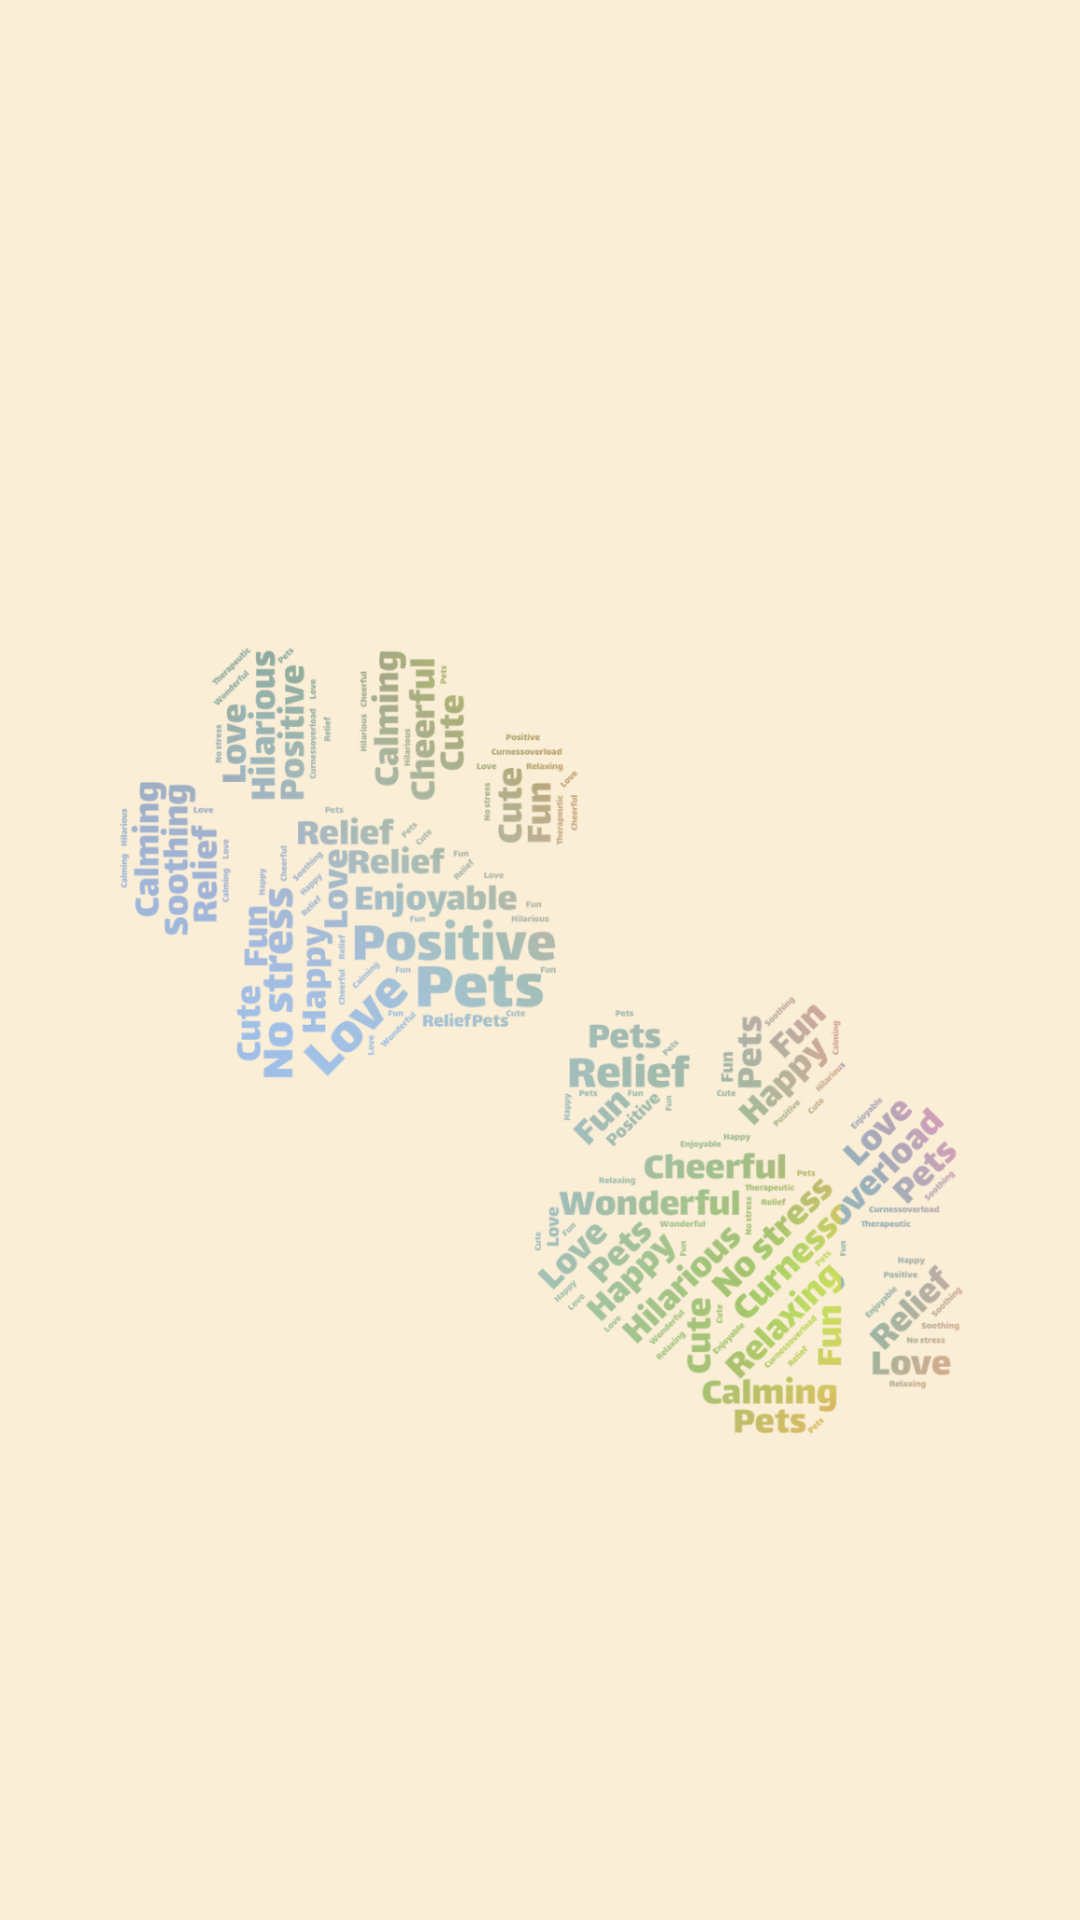 Therapeutic
Wonderful
Pets
No stress
Love
Hilarious
Positive
Love
Curnessoverload
Relief
Cheerful
Hilarious
Calming
Hilarious
Cheerful
Pets
Cute
Positive
Curnessoverload
Love
Relaxing
No stress
Cute
Fun
Love
Therapeutic
Cheerful
Hilarious
Calming
Calming
Soothing
Relief
Love
Love
Calming
Pets
Relief
Pets
Cute
Cheerful
Soothing
Love
Relief
Fun
Relief
Happy
Happy
Relief
Love
Enjoyable
Fun
Fun
Hilarious
Fun
No stress
Happy
Relief
Positive
Cheerful
Calming
Fun
Fun
Pets
Cute
Love
Fun
Wonderful
Love
Relief
Pets
Cute
Pets
Pets
Relief
Pets
Pets
Fun
Happy
Fun
Positive
Fun
Soothing
Fun
Pets
Fun
Happy
Calming
Hilarious
Cute
Positive
Cute
Enjoyable
Love
Curnessoverload
Pets
Soothing
Curnessoverload
Therapeutic
Happy
Enjoyable
Cheerful
Pets
Relaxing
Therapeutic
Wonderful
Relief
No stress
Wonderful
Love
Cute
Fun
Love
Pets
Happy
Fun
Hilarious
No stress
Happy
Love
Love
Wonderful
Relaxing
Cute
Cute
Enjoyable
Relaxing
Pets
Fun
Curnessoverload
Relief
Fun
Calming
Pets
Pets
Happy
Positive
Enjoyable
Relief
Soothing
Soothing
No stress
Love
Relaxing